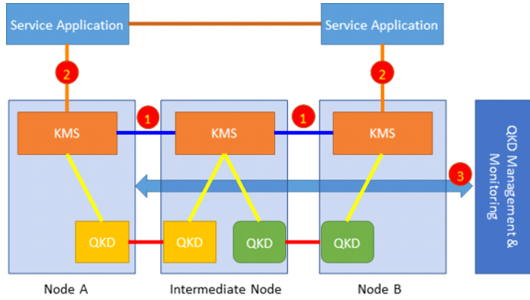 Service Application
Service Application
2
2
KMS
1
KMS
1
KMS
3
QKD Management &
Monitoring
QKD
QKD
QKD
QKD
Node A
Intermediate Node
Node B